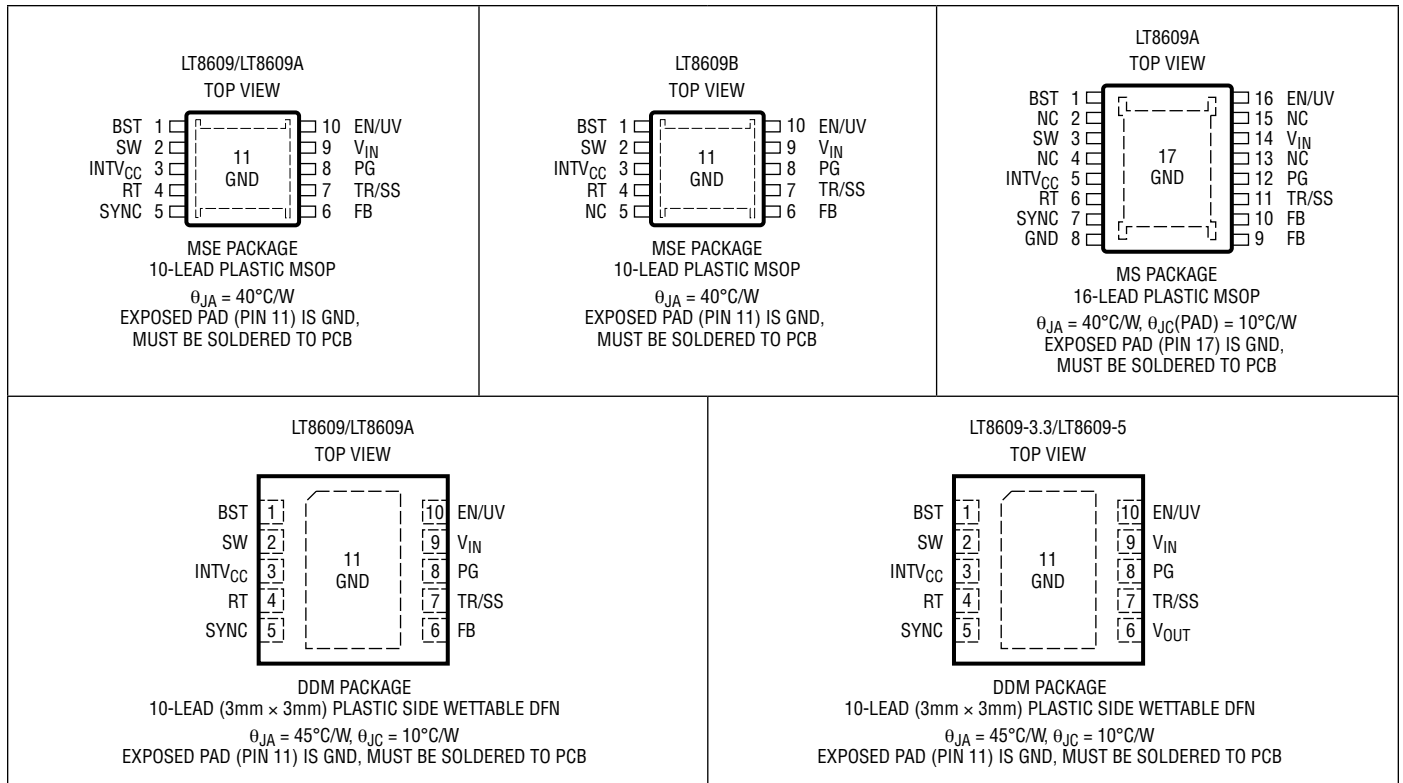 LT8609/LT8609A
TOP VIEW
BST 1 10 EN/UV
SW 2 9 VIN
INTVCC 3 8 PG
RT 4 7 TR/SS
SYNC 5 6 FB
11
GND
MSE PACKAGE
10-LEAD PLASTIC MSOP
θJA = 40°C/W
EXPOSED PAD (PIN 11) IS GND,
MUST BE SOLDERED TO PCB
LT8609B
TOP VIEW
BST 1 10 EN/UV
SW 2 9 VIN
INTVCC 3 8 PG
RT 4 7 TR/SS
NC 5 6 FB
11
GND
MSE PACKAGE
10-LEAD PLASTIC MSOP
θJA = 40°C/W
EXPOSED PAD (PIN 11) IS GND,
MUST BE SOLDERED TO PCB
LT8609A
TOP VIEW
BST 1 16 EN/UV
NC 2 15 NC
SW 3 14 VIN
NC 4 13 NC
INTVCC 5 12 PG
RT 6 11 TR/SS
SYNC 7 10 FB
GND 8 9 FB
17
GND
MS PACKAGE
16-LEAD PLASTIC MSOP
θJA = 40°C/W, θJC(PAD) = 10°C/W
EXPOSED PAD (PIN 17) IS GND,
MUST BE SOLDERED TO PCB
LT8609/LT8609A
TOP VIEW
BST 1 10 EN/UV
SW 2 9 VIN
INTVCC 3 8 PG
RT 4 7 TR/SS
SYNC 5 6 FB
11
GND
DDM PACKAGE
10-LEAD (3mm × 3mm) PLASTIC SIDE WETTABLE DFN
θJA = 45°C/W, θJC = 10°C/W
EXPOSED PAD (PIN 11) IS GND, MUST BE SOLDERED TO PCB
LT8609-3.3/LT8609-5
TOP VIEW
BST 1 10 EN/UV
SW 2 9 VIN
INTVCC 3 8 PG
RT 4 7 TR/SS
SYNC 5 6 VOUT
11
GND
DDM PACKAGE
10-LEAD (3mm × 3mm) PLASTIC SIDE WETTABLE DFN
θJA = 45°C/W, θJC = 10°C/W
EXPOSED PAD (PIN 11) IS GND, MUST BE SOLDERED TO PCB